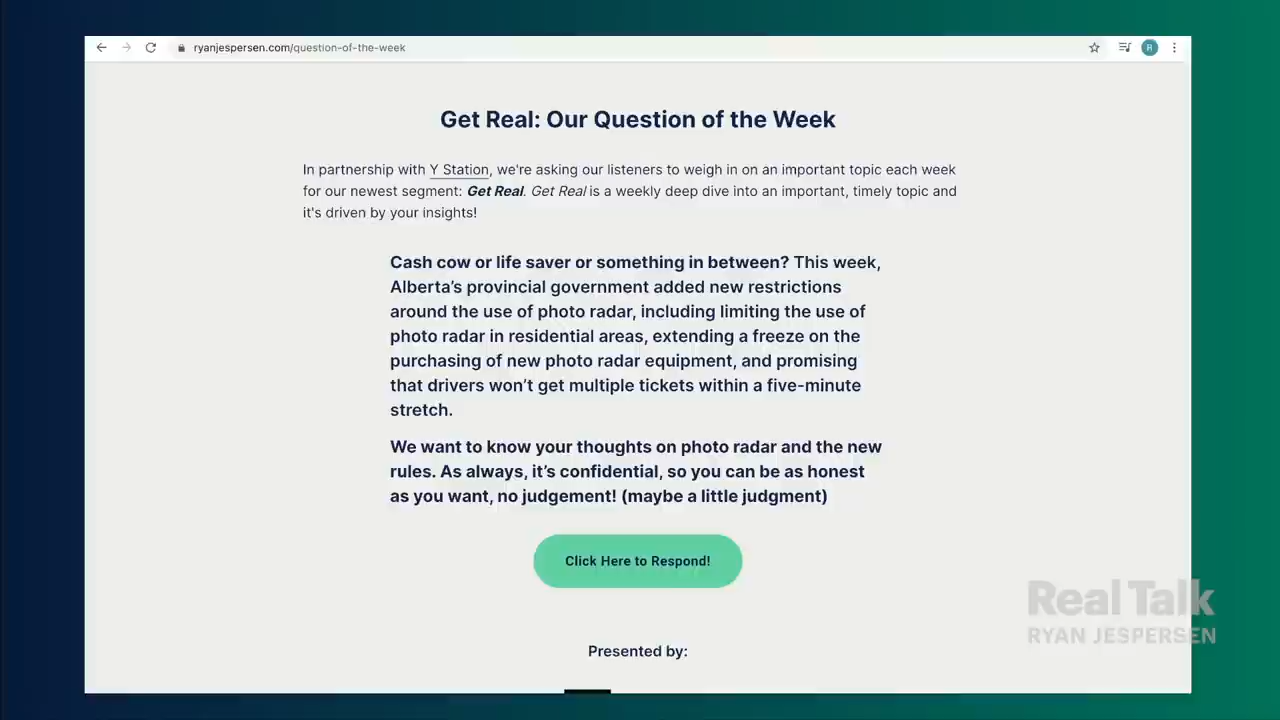 ryanjespersen.com/question-of-the-week
R
Get Real: Our Question of the Week
In partnership with Y Station, we're asking our listeners to weigh in on an important topic each week
for our newest segment: Get Real. Get Real is a weekly deep dive into an important, timely topic and
it's driven by your insights!
Cash cow or life saver or something in between? This week,
Alberta’s provincial government added new restrictions
around the use of photo radar, including limiting the use of
photo radar in residential areas, extending a freeze on the
purchasing of new photo radar equipment, and promising
that drivers won’t get multiple tickets within a five-minute
stretch.
We want to know your thoughts on photo radar and the new
rules. As always, it’s confidential, so you can be as honest
as you want, no judgement! (maybe a little judgment)
Click Here to Respond!
Real Talk
RYAN JESPERSEN
Presented by: